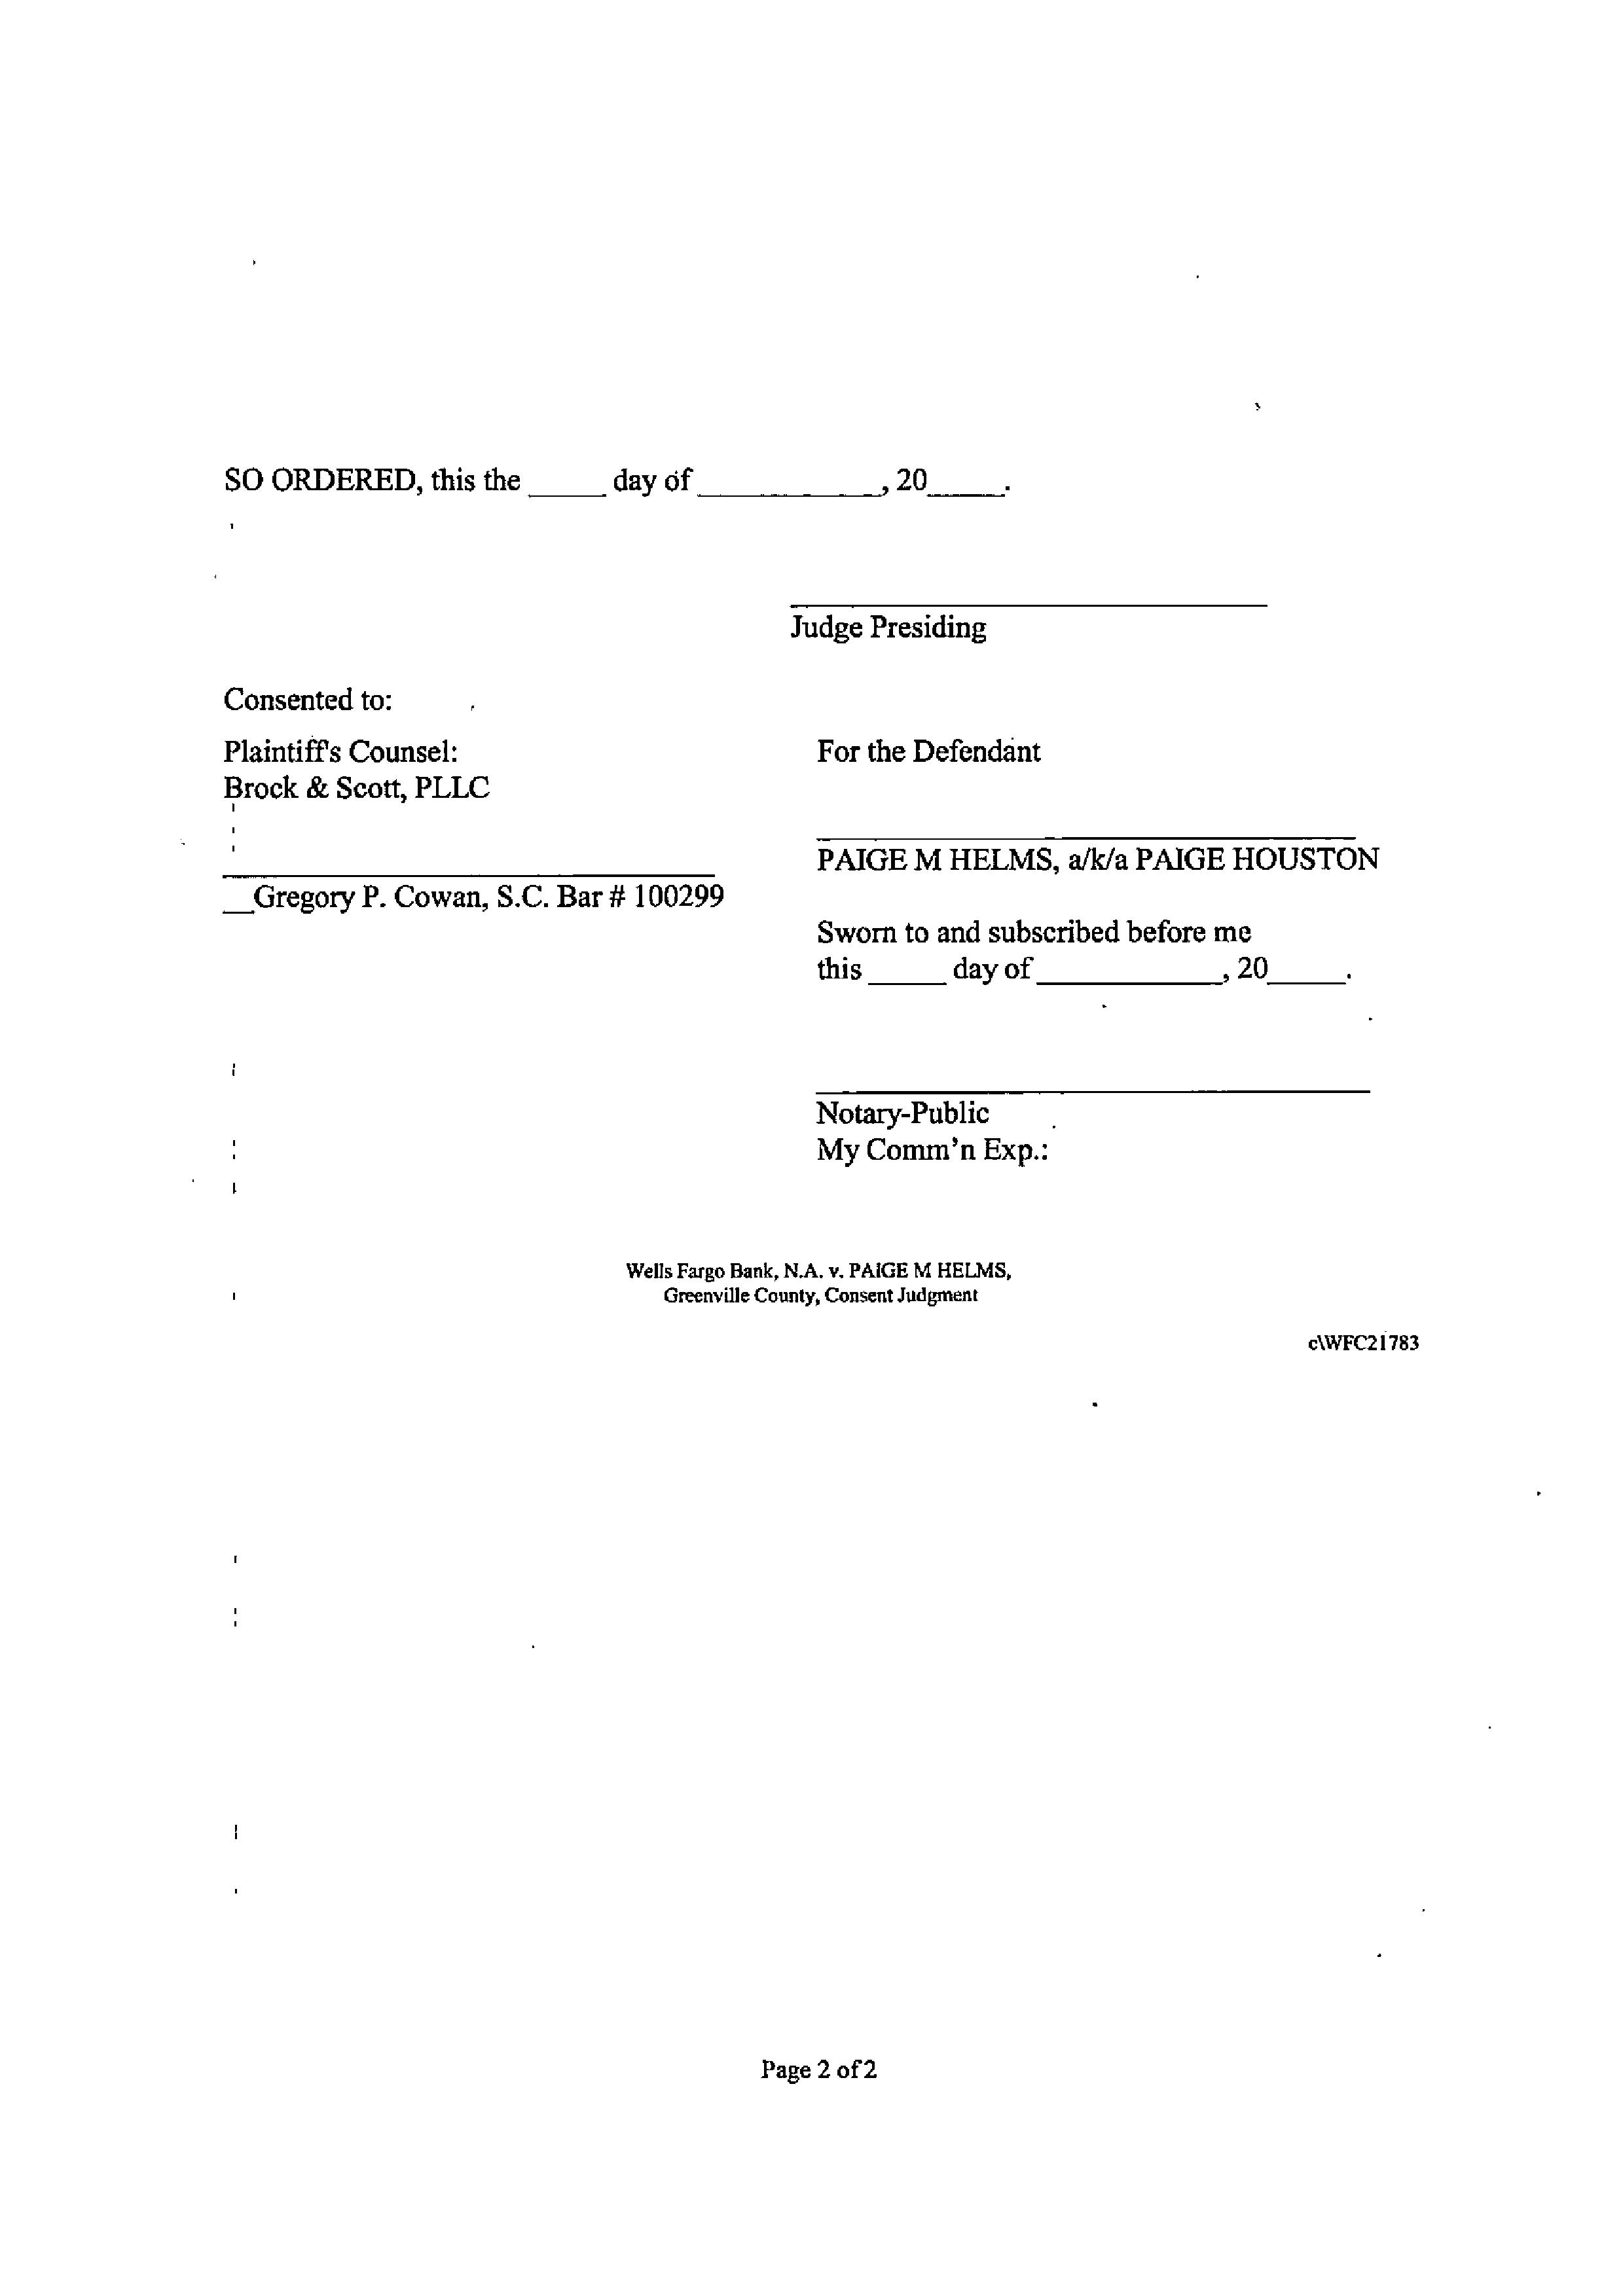 SO ORDERED, this the _____ day of ____________, 20_____.
Judge Presiding
Consented to:
Plaintiff's Counsel:
Brock & Scott, PLLC
__Gregory P. Cowan, S.C. Bar # 100299
For the Defendant
PAIGE M HELMS, a/k/a PAIGE HOUSTON
Sworn to and subscribed before me
this _____ day of ____________, 20_____.
Notary-Public
My Comm'n Exp.:
Wells Fargo Bank, N.A. v. PAIGE M HELMS,
Greenville County, Consent Judgment
c\WFC21783
Page 2 of 2